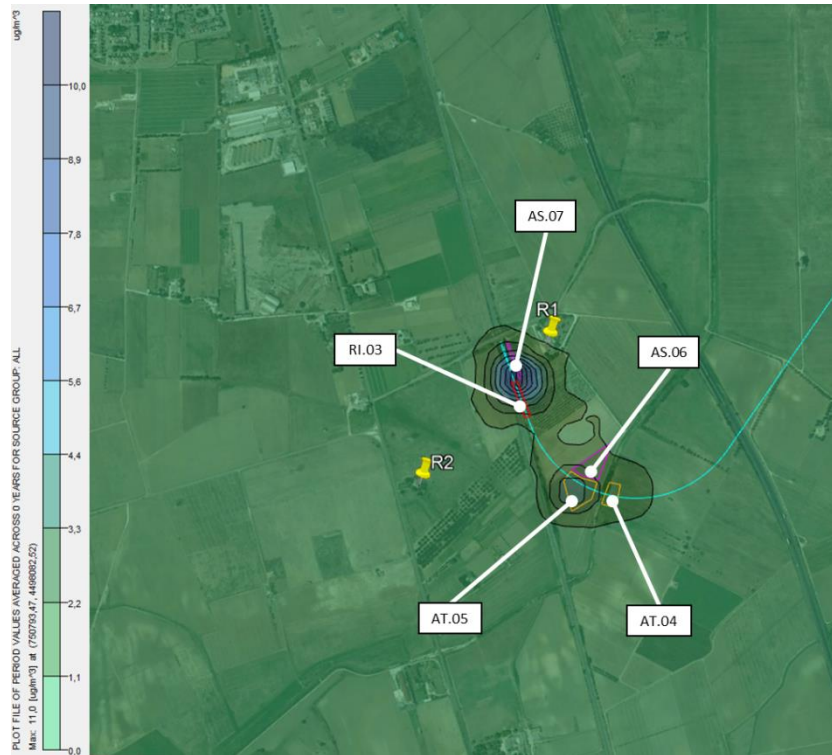 ug/m^3
10,0
8,9
7,8
6,7
5,6
4,4
3,3
2,2
1,1
0,0
PLOT FILE OF PERIOD VALUES AVERAGED ACROSS 0 YEARS FOR SOURCE GROUP: ALL
Max: 11,0 [ug/m^3] at (750793,47, 4498082,52)
AS.07
R1
RI.03
AS.06
R2
AT.05
AT.04